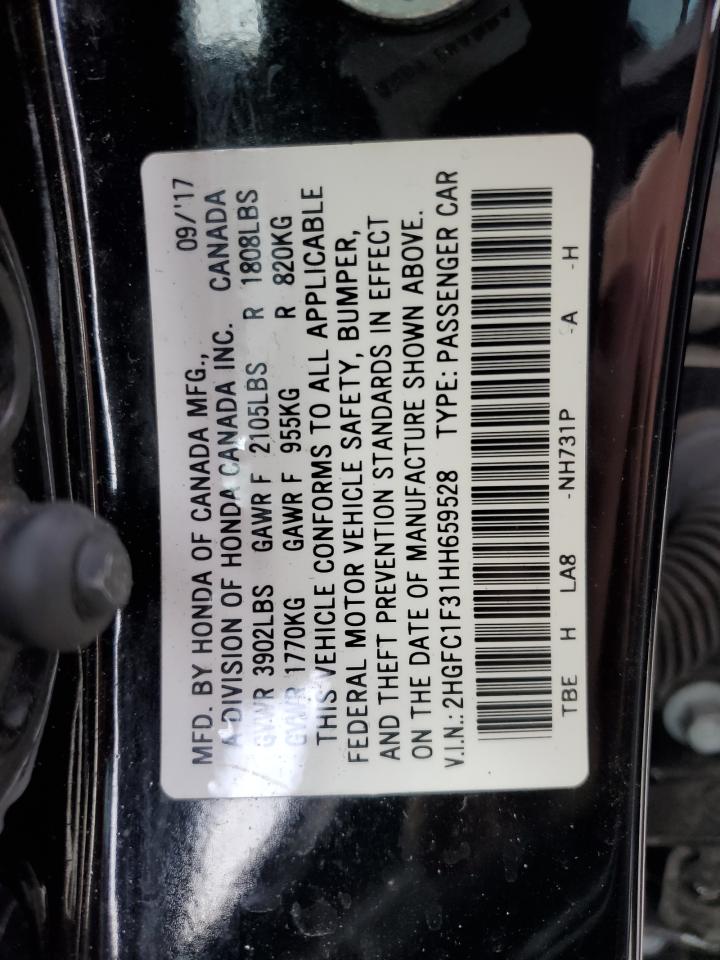 MFD. BY HONDA OF CANADA MFG., 09/'17
A DIVISION OF HONDA CANADA INC. CANADA
GVWR 3902LBS GAWR F 2105LBS R 1808LBS
GVWR 1770KG GAWR F 955KG R 820KG
THIS VEHICLE CONFORMS TO ALL APPLICABLE
FEDERAL MOTOR VEHICLE SAFETY, BUMPER,
AND THEFT PREVENTION STANDARDS IN EFFECT
ON THE DATE OF MANUFACTURE SHOWN ABOVE.
V.I.N.: 2HGFC1F31HH659528 TYPE: PASSENGER CAR
TBE H LA8 -NH731P -A -H